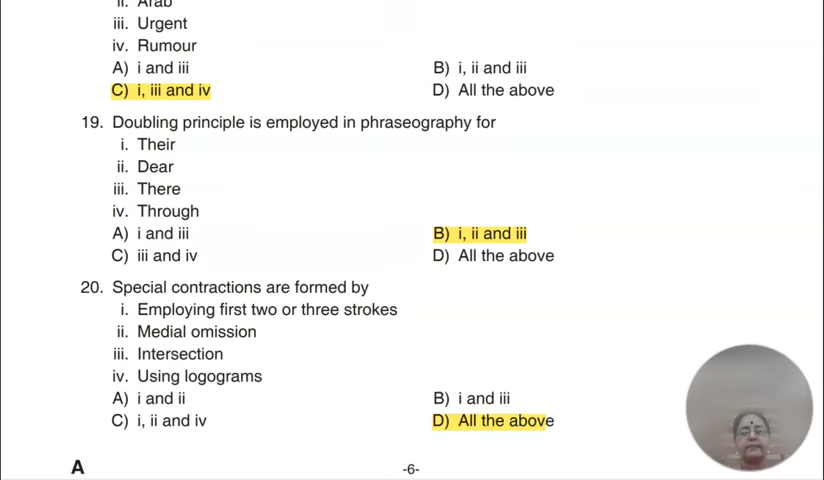 ii. Arab
iii. Urgent
iv. Rumour
A) i and iii B) i, ii and iii
C) i, iii and iv D) All the above
19. Doubling principle is employed in phraseography for
i. Their
ii. Dear
iii. There
iv. Through
A) i and iii B) i, ii and iii
C) iii and iv D) All the above
20. Special contractions are formed by
i. Employing first two or three strokes
ii. Medial omission
iii. Intersection
iv. Using logograms
A) i and ii B) i and iii
C) i, ii and iv D) All the above
A -6-